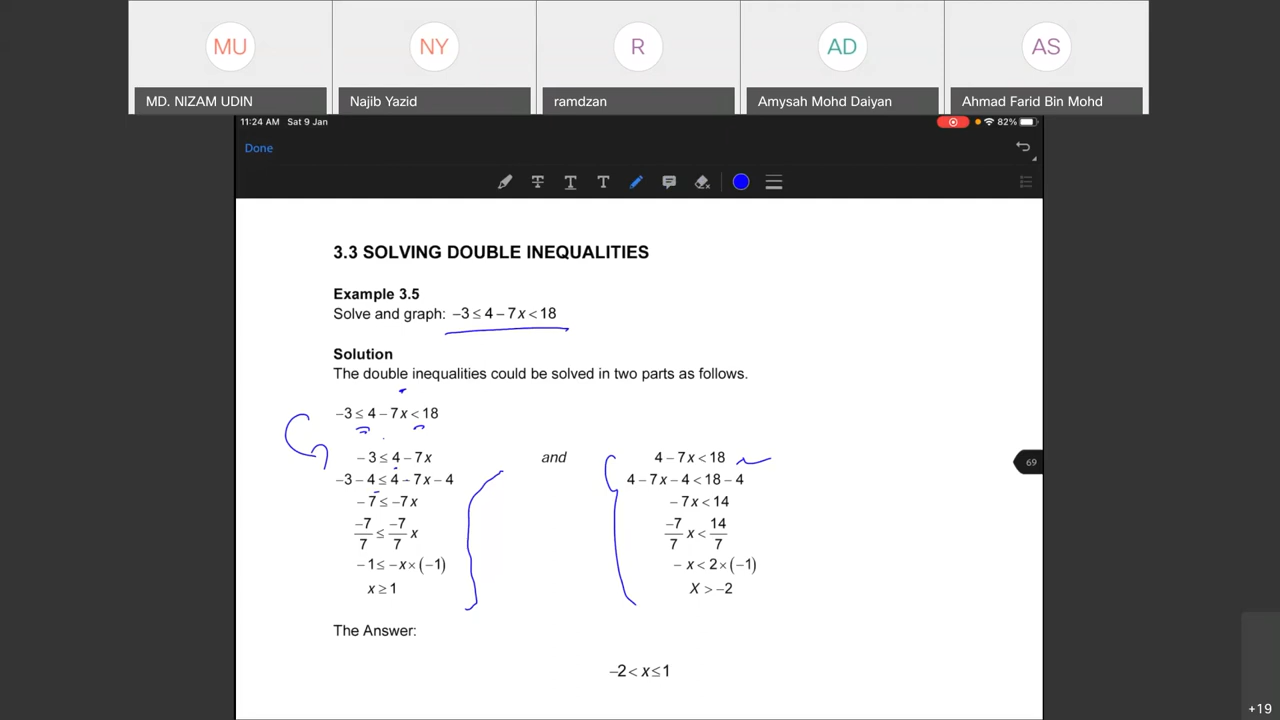 MU NY R AD AS
MD. NIZAM UDIN Najib Yazid ramdzan Amysah Mohd Daiyan Ahmad Farid Bin Mohd
11:24 AM Sat 9 Jan 82%
Done
T T T
3.3 SOLVING DOUBLE INEQUALITIES
Example 3.5
Solve and graph: −3 ≤ 4 − 7x < 18
Solution
The double inequalities could be solved in two parts as follows.
−3 ≤ 4 − 7x < 18
−3 ≤ 4 − 7x and 4 − 7x < 18
69
−3 − 4 ≤ 4 − 7x − 4 4 − 7x − 4 < 18 − 4
−7 ≤ −7x −7x < 14
−7/7 ≤ −7/7 x −7/7 x < 14/7
−1 ≤ −x × (−1) −x < 2 × (−1)
x ≥ 1 X > −2
The Answer:
−2 < x ≤ 1
+19